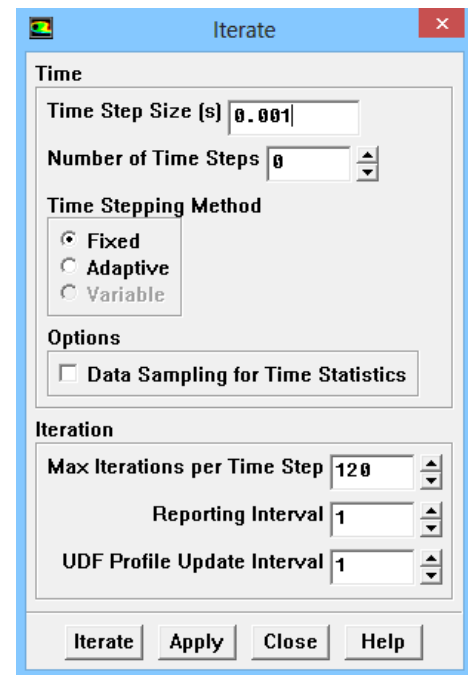 Iterate
Time
Time Step Size (s) 0.001
Number of Time Steps 0
Time Stepping Method
Fixed
Adaptive
Variable
Options
Data Sampling for Time Statistics
Iteration
Max Iterations per Time Step 120
Reporting Interval 1
UDF Profile Update Interval 1
Iterate Apply Close Help